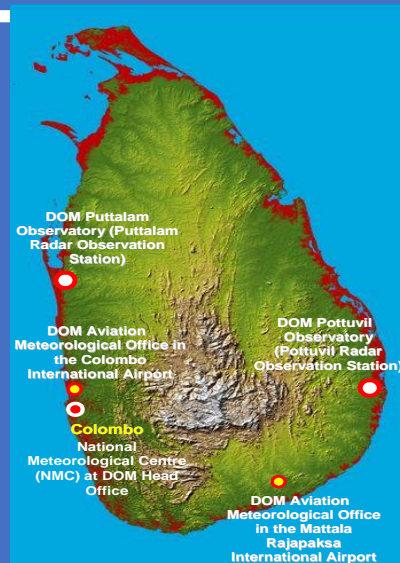 DOM Puttalam
Observatory (Puttalam
Radar Observation
Station)
DOM Aviation
Meteorological Office in
the Colombo
International Airport
DOM Pottuvil
Observatory
(Pottuvil Radar
Observation Station)
Colombo
National
Meteorological Centre
(NMC) at DOM Head
Office
DOM Aviation
Meteorological Office
in the Mattala
Rajapaksa
International Airport